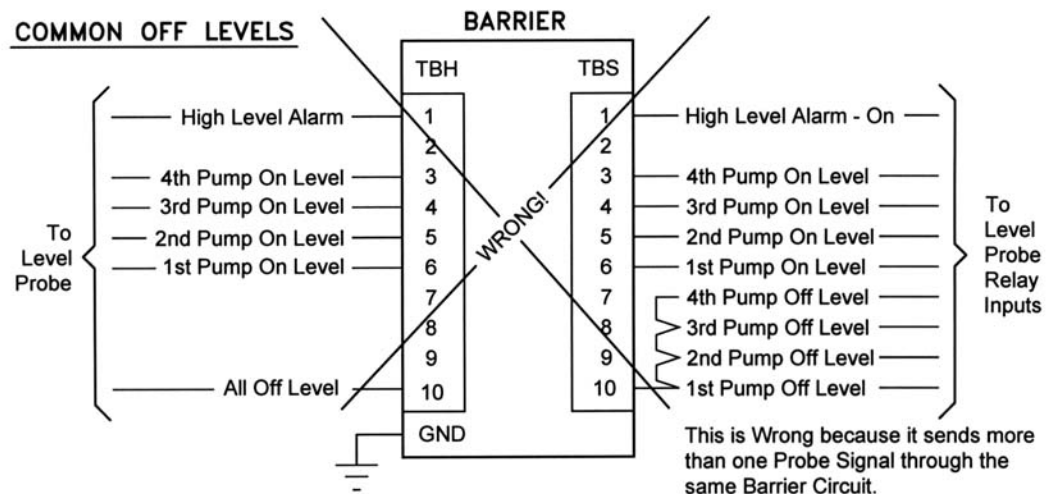 COMMON OFF LEVELS
BARRIER
TBH TBS
High Level Alarm 1 1 High Level Alarm - On
2 2
4th Pump On Level 3 3 4th Pump On Level
3rd Pump On Level 4 4 3rd Pump On Level
2nd Pump On Level 5 5 2nd Pump On Level
1st Pump On Level 6 6 1st Pump On Level
7 7 4th Pump Off Level
8 8 3rd Pump Off Level
9 9 2nd Pump Off Level
All Off Level 10 10 1st Pump Off Level
GND
WRONG!
To
Level
Probe
To
Level
Probe
Relay
Inputs
This is Wrong because it sends more
than one Probe Signal through the
same Barrier Circuit.